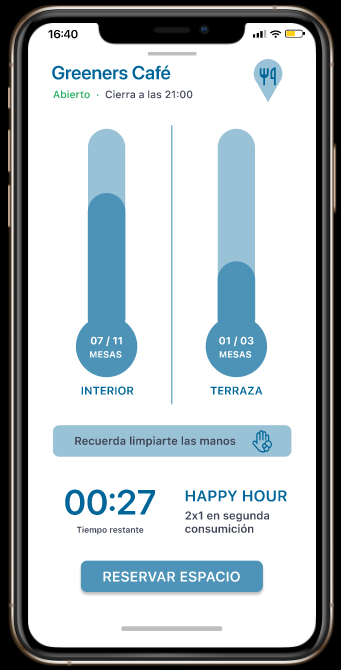 16:40
Greeners Café
Abierto · Cierra a las 21:00
07 / 11
MESAS
01 / 03
MESAS
INTERIOR
TERRAZA
Recuerda limpiarte las manos
00:27
Tiempo restante
HAPPY HOUR
2x1 en segunda
consumición
RESERVAR ESPACIO